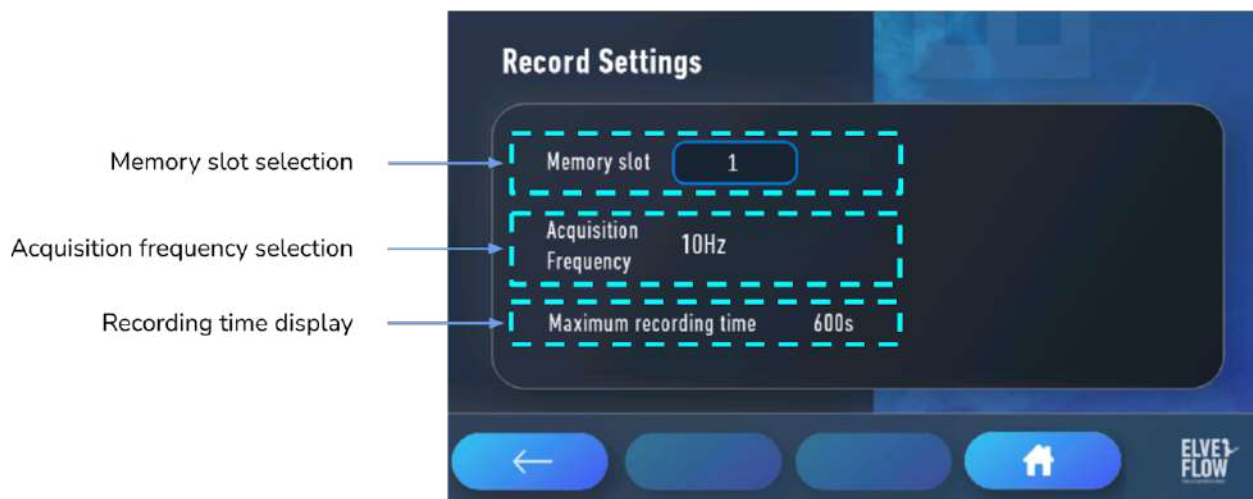 Record Settings
Memory slot selection
Memory slot 1
Acquisition frequency selection
Acquisition
Frequency
10Hz
Recording time display
Maximum recording time 600s
ELVE
FLOW